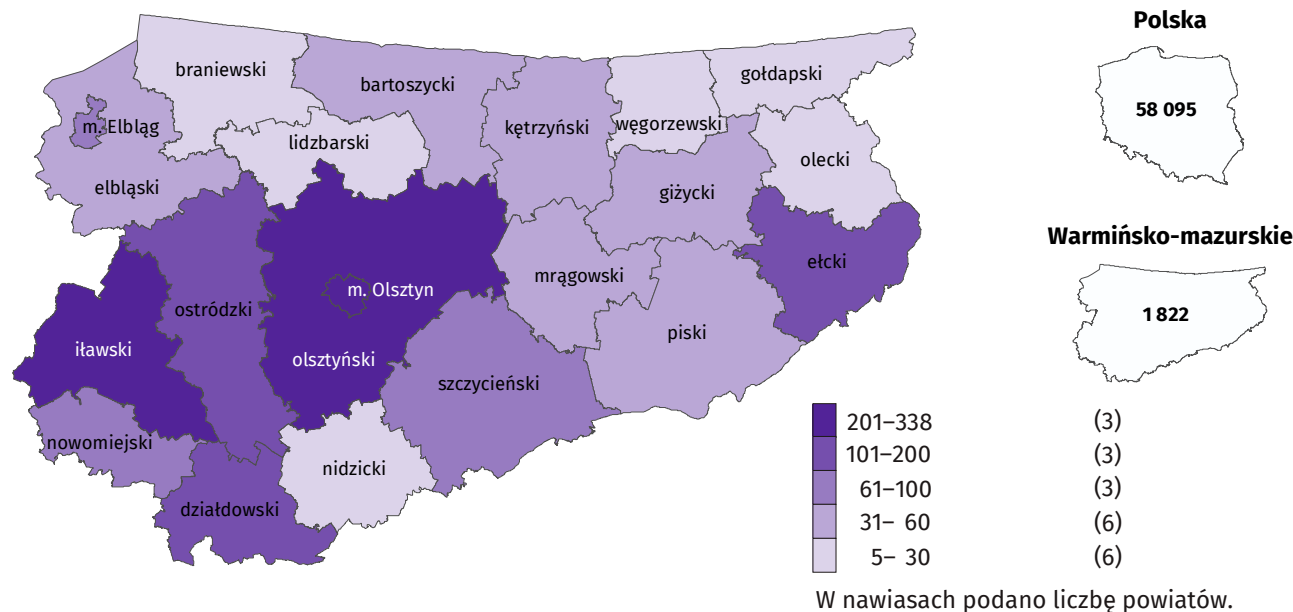 Polska
58 095
Warmińsko-mazurskie
1 822
braniewski
bartoszycki
gołdapski
m. Elbląg
lidzbarski
kętrzyński
węgorzewski
olecki
elbląski
giżycki
ełcki
mrągowski
ostródzki
m. Olsztyn
piski
iławski
olsztyński
szczycieński
nowomiejski
nidzicki
działdowski
201–338 (3)
101–200 (3)
61–100 (3)
31– 60 (6)
5– 30 (6)
W nawiasach podano liczbę powiatów.